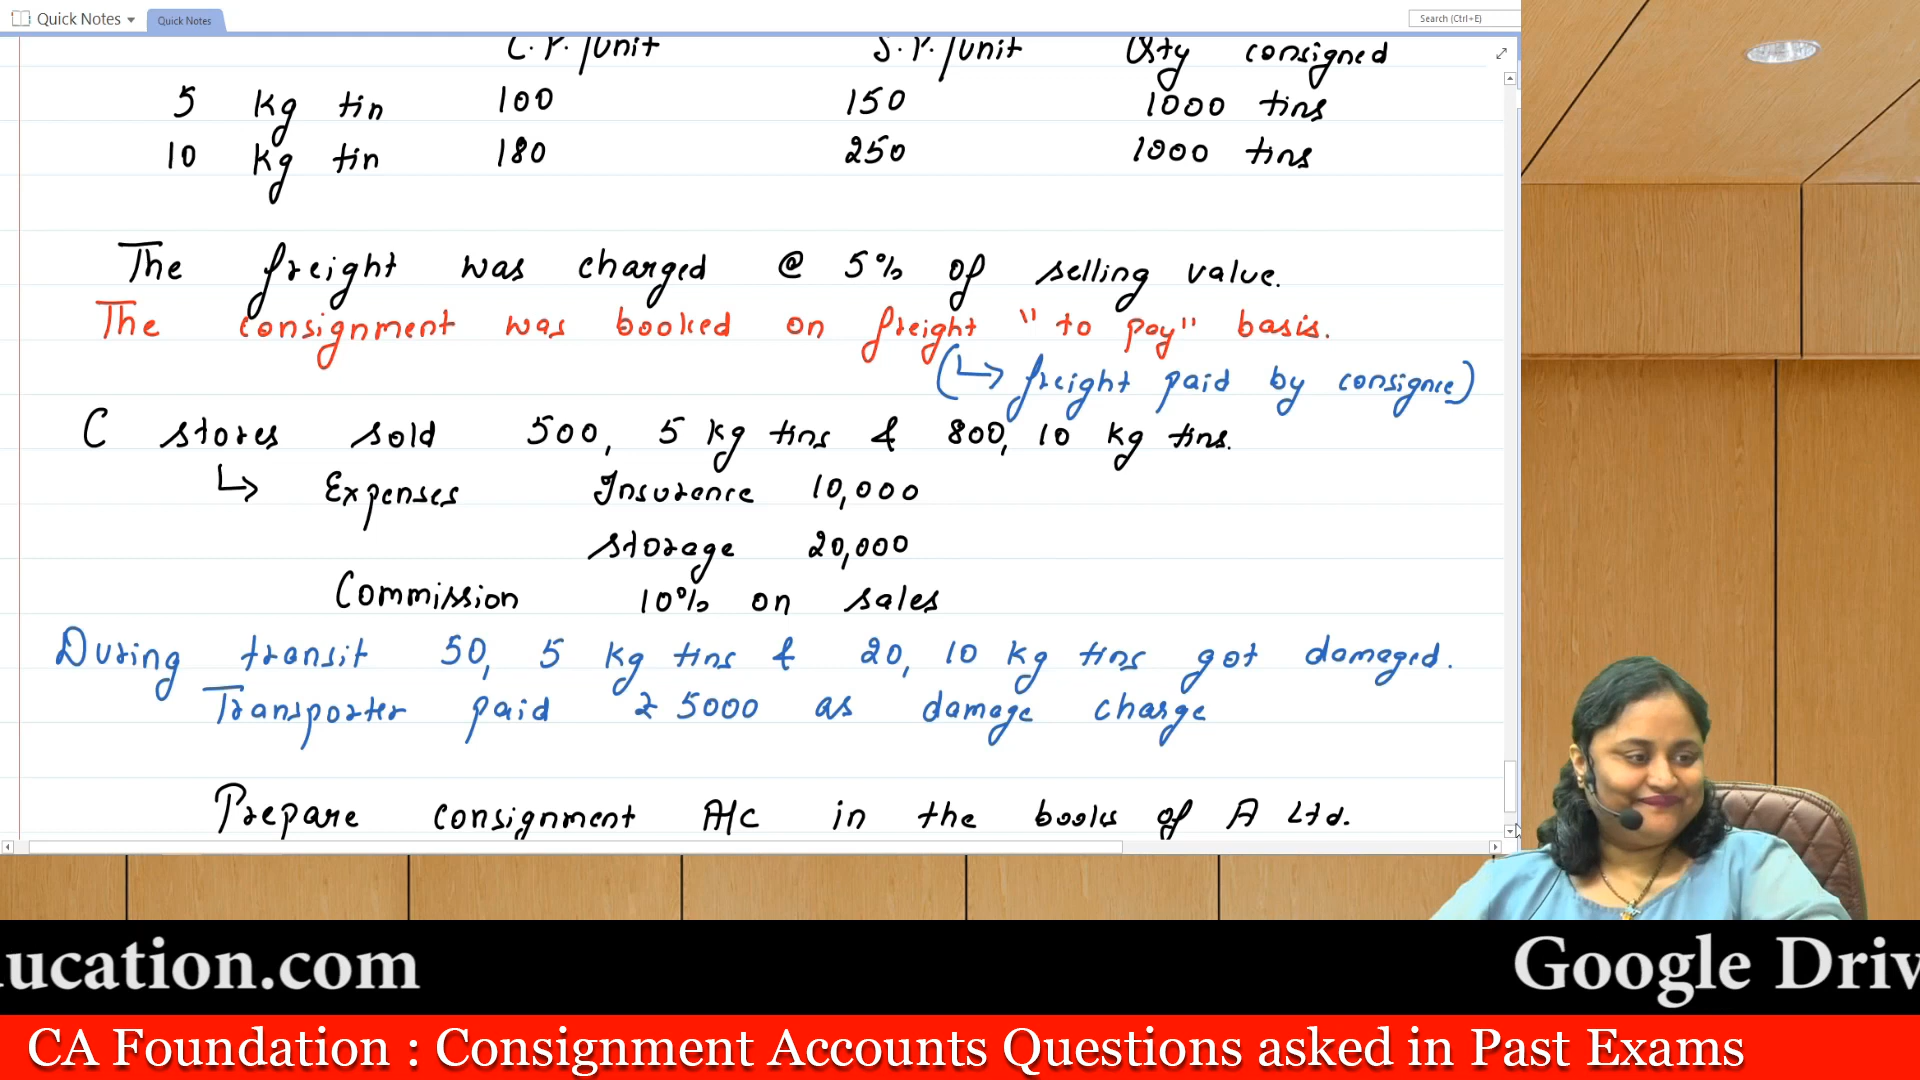 Quick Notes
Quick Notes
Search (Ctrl+E)
C.P./unit S.P./unit Qty consigned
5 kg tin 100 150 1000 tins
10 kg tin 180 250 1000 tins
The freight was charged @ 5% of selling value.
The consignment was booked on freight "to pay" basis.
(↳ freight paid by consignee)
C stores sold 500, 5 kg tins & 800, 10 kg tins.
↳ Expenses Insurance 10,000
storage 20,000
Commission 10% on sales
During transit 50, 5 kg tins & 20, 10 kg tins got damaged.
Transporter paid ₹ 5000 as damage charge
Prepare consignment A/c in the books of A Ltd.
ucation.com Google Driv
CA Foundation : Consignment Accounts Questions asked in Past Exams